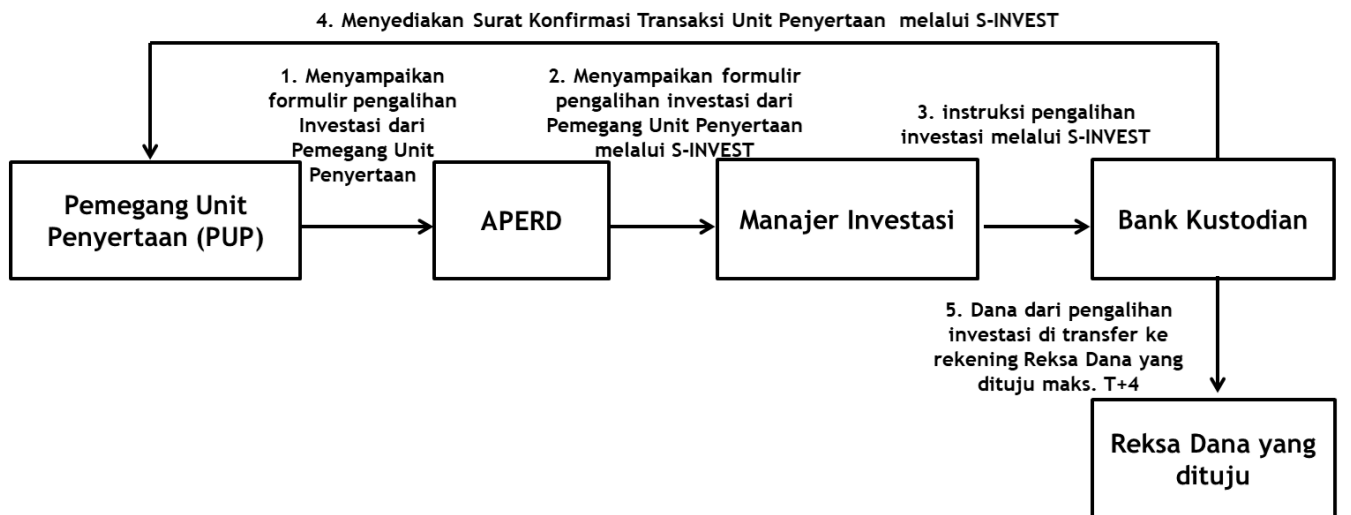 4. Menyediakan Surat Konfirmasi Transaksi Unit Penyertaan melalui S-INVEST
1. Menyampaikan
formulir pengalihan
Investasi dari
Pemegang Unit
Penyertaan
2. Menyampaikan formulir
pengalihan investasi dari
Pemegang Unit Penyertaan
melalui S-INVEST
3. instruksi pengalihan
investasi melalui S-INVEST
Pemegang Unit
Penyertaan (PUP)
APERD
Manajer Investasi
Bank Kustodian
5. Dana dari pengalihan
investasi di transfer ke
rekening Reksa Dana yang
dituju maks. T+4
Reksa Dana yang
dituju